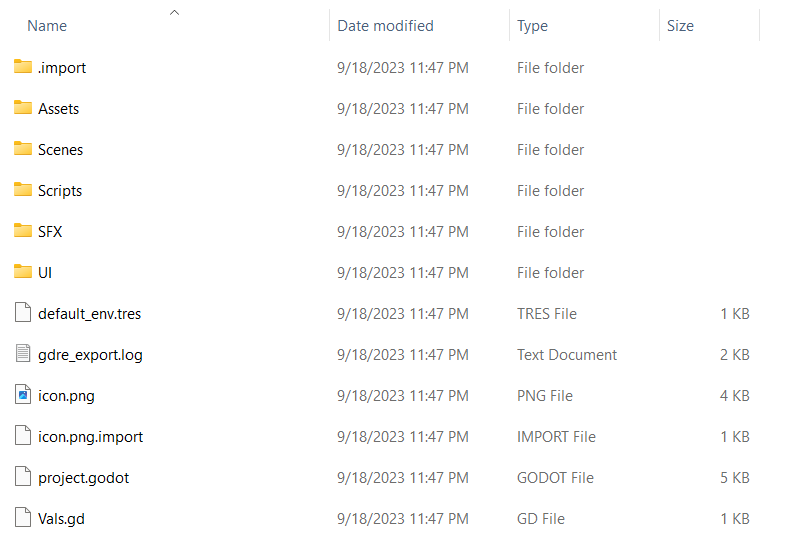 Name Date modified Type Size
.import 9/18/2023 11:47 PM File folder
Assets 9/18/2023 11:47 PM File folder
Scenes 9/18/2023 11:47 PM File folder
Scripts 9/18/2023 11:47 PM File folder
SFX 9/18/2023 11:47 PM File folder
UI 9/18/2023 11:47 PM File folder
default_env.tres 9/18/2023 11:47 PM TRES File 1 KB
gdre_export.log 9/18/2023 11:47 PM Text Document 2 KB
icon.png 9/18/2023 11:47 PM PNG File 4 KB
icon.png.import 9/18/2023 11:47 PM IMPORT File 1 KB
project.godot 9/18/2023 11:47 PM GODOT File 5 KB
Vals.gd 9/18/2023 11:47 PM GD File 1 KB